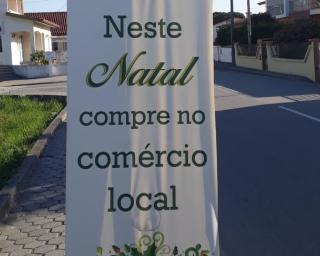 Neste
Natal
compre no
comércio
local